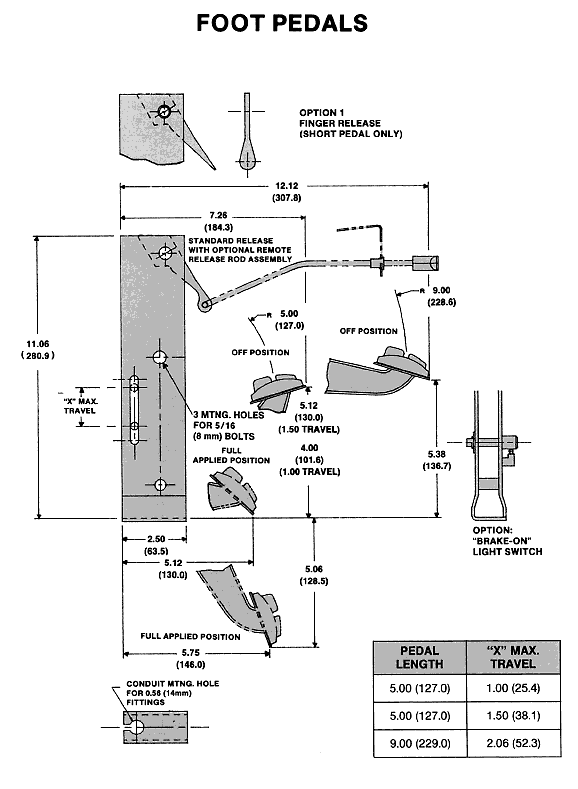 FOOT PEDALS
OPTION 1
FINGER RELEASE
(SHORT PEDAL ONLY)
12.12
(307.8)
7.26
(184.3)
STANDARD RELEASE
WITH OPTIONAL REMOTE
RELEASE ROD ASSEMBLY
R 9.00
(228.6)
R 5.00
(127.0)
OFF POSITION
OFF POSITION
11.06
(280.9)
"X" MAX.
TRAVEL
3 MTNG. HOLES
FOR 5/16
(8 mm) BOLTS
5.12
(130.0)
(1.50 TRAVEL)
4.00
(101.6)
(1.00 TRAVEL)
FULL
APPLIED POSITION
5.38
(136.7)
OPTION:
"BRAKE-ON"
LIGHT SWITCH
2.50
(63.5)
5.12
(130.0)
5.06
(128.5)
FULL APPLIED POSITION
5.75
(146.0)
CONDUIT MTNG. HOLE
FOR 0.56 (14mm)
FITTINGS
PEDAL LENGTH "X" MAX. TRAVEL
5.00 (127.0) 1.00 (25.4)
5.00 (127.0) 1.50 (38.1)
9.00 (229.0) 2.06 (52.3)